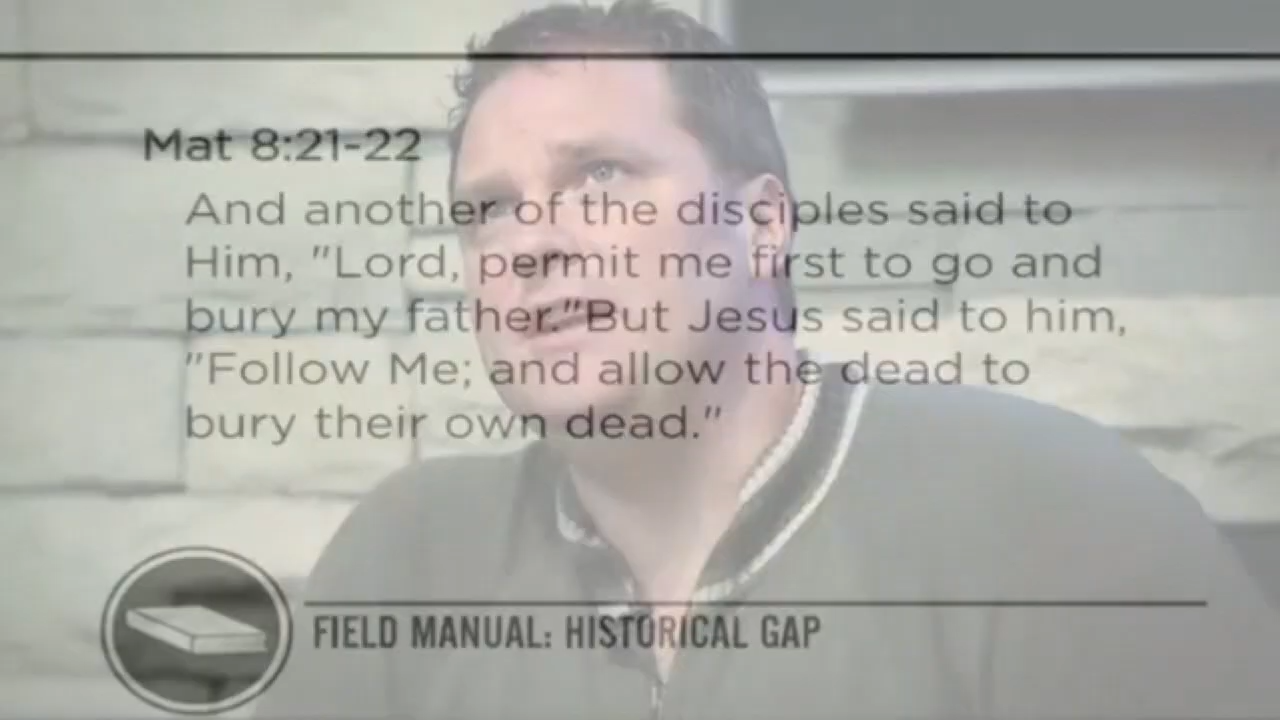 Mat 8:21-22
And another of the disciples said to
Him, "Lord, permit me first to go and
bury my father."But Jesus said to him,
"Follow Me; and allow the dead to
bury their own dead."
FIELD MANUAL: HISTORICAL GAP